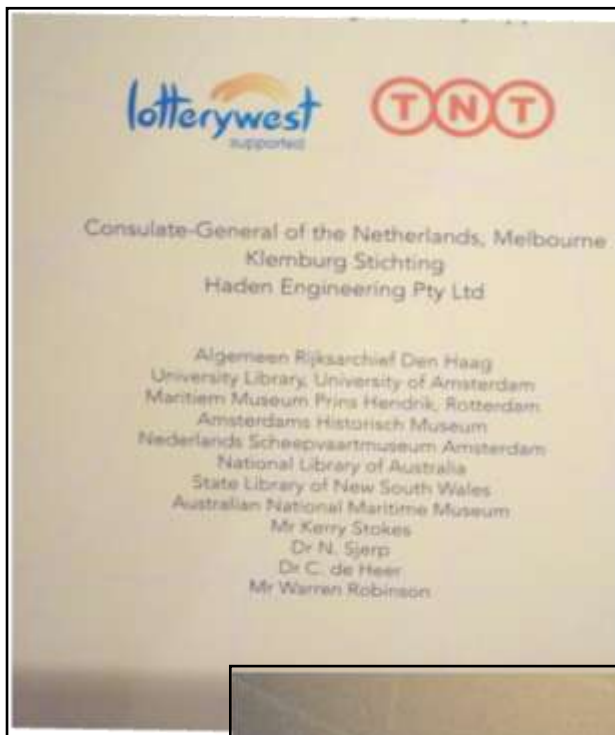 lotterywest
supported
TNT
Consulate-General of the Netherlands, Melbourne
Klemburg Stichting
Haden Engineering Pty Ltd
Algemeen Rijksarchief Den Haag
University Library, University of Amsterdam
Maritiem Museum Prins Hendrik, Rotterdam
Amsterdams Historisch Museum
Nederlands Scheepvaartmuseum Amsterdam
National Library of Australia
State Library of New South Wales
Australian National Maritime Museum
Mr Kerry Stokes
Dr N. Sjerp
Dr C. de Heer
Mr Warren Robinson